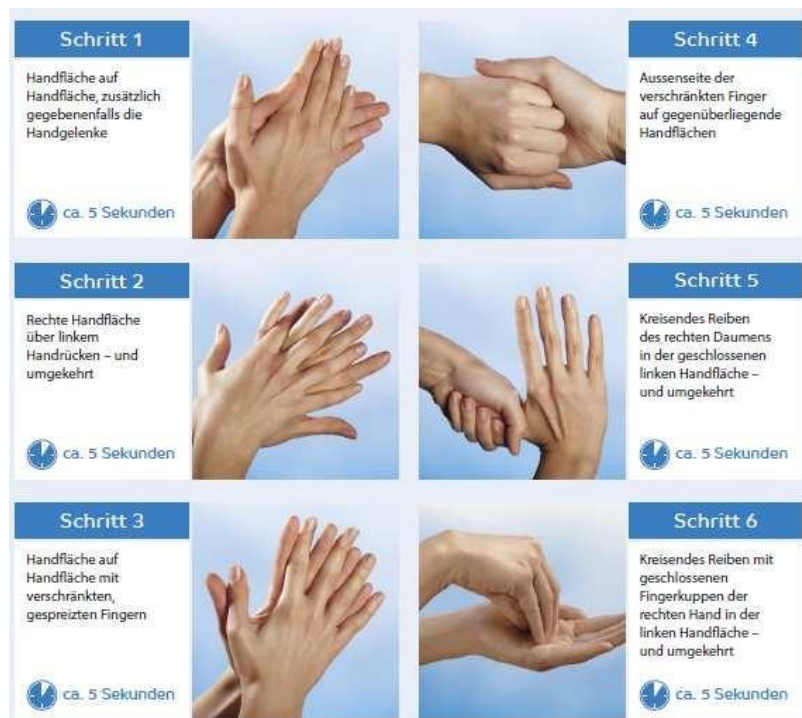 Schritt 1
Handfläche auf
Handfläche, zusätzlich
gegebenenfalls die
Handgelenke
ca. 5 Sekunden
Schritt 2
Rechte Handfläche
über linkem
Handrücken – und
umgekehrt
ca. 5 Sekunden
Schritt 3
Handfläche auf
Handfläche mit
verschränkten,
gespreizten Fingern
ca. 5 Sekunden
Schritt 4
Aussenseite der
verschränkten Finger
auf gegenüberliegende
Handflächen
ca. 5 Sekunden
Schritt 5
Kreisendes Reiben
des rechten Daumens
in der geschlossenen
linken Handfläche –
und umgekehrt
ca. 5 Sekunden
Schritt 6
Kreisendes Reiben mit
geschlossenen
Fingerkuppen der
rechten Hand in der
linken Handfläche –
und umgekehrt
ca. 5 Sekunden